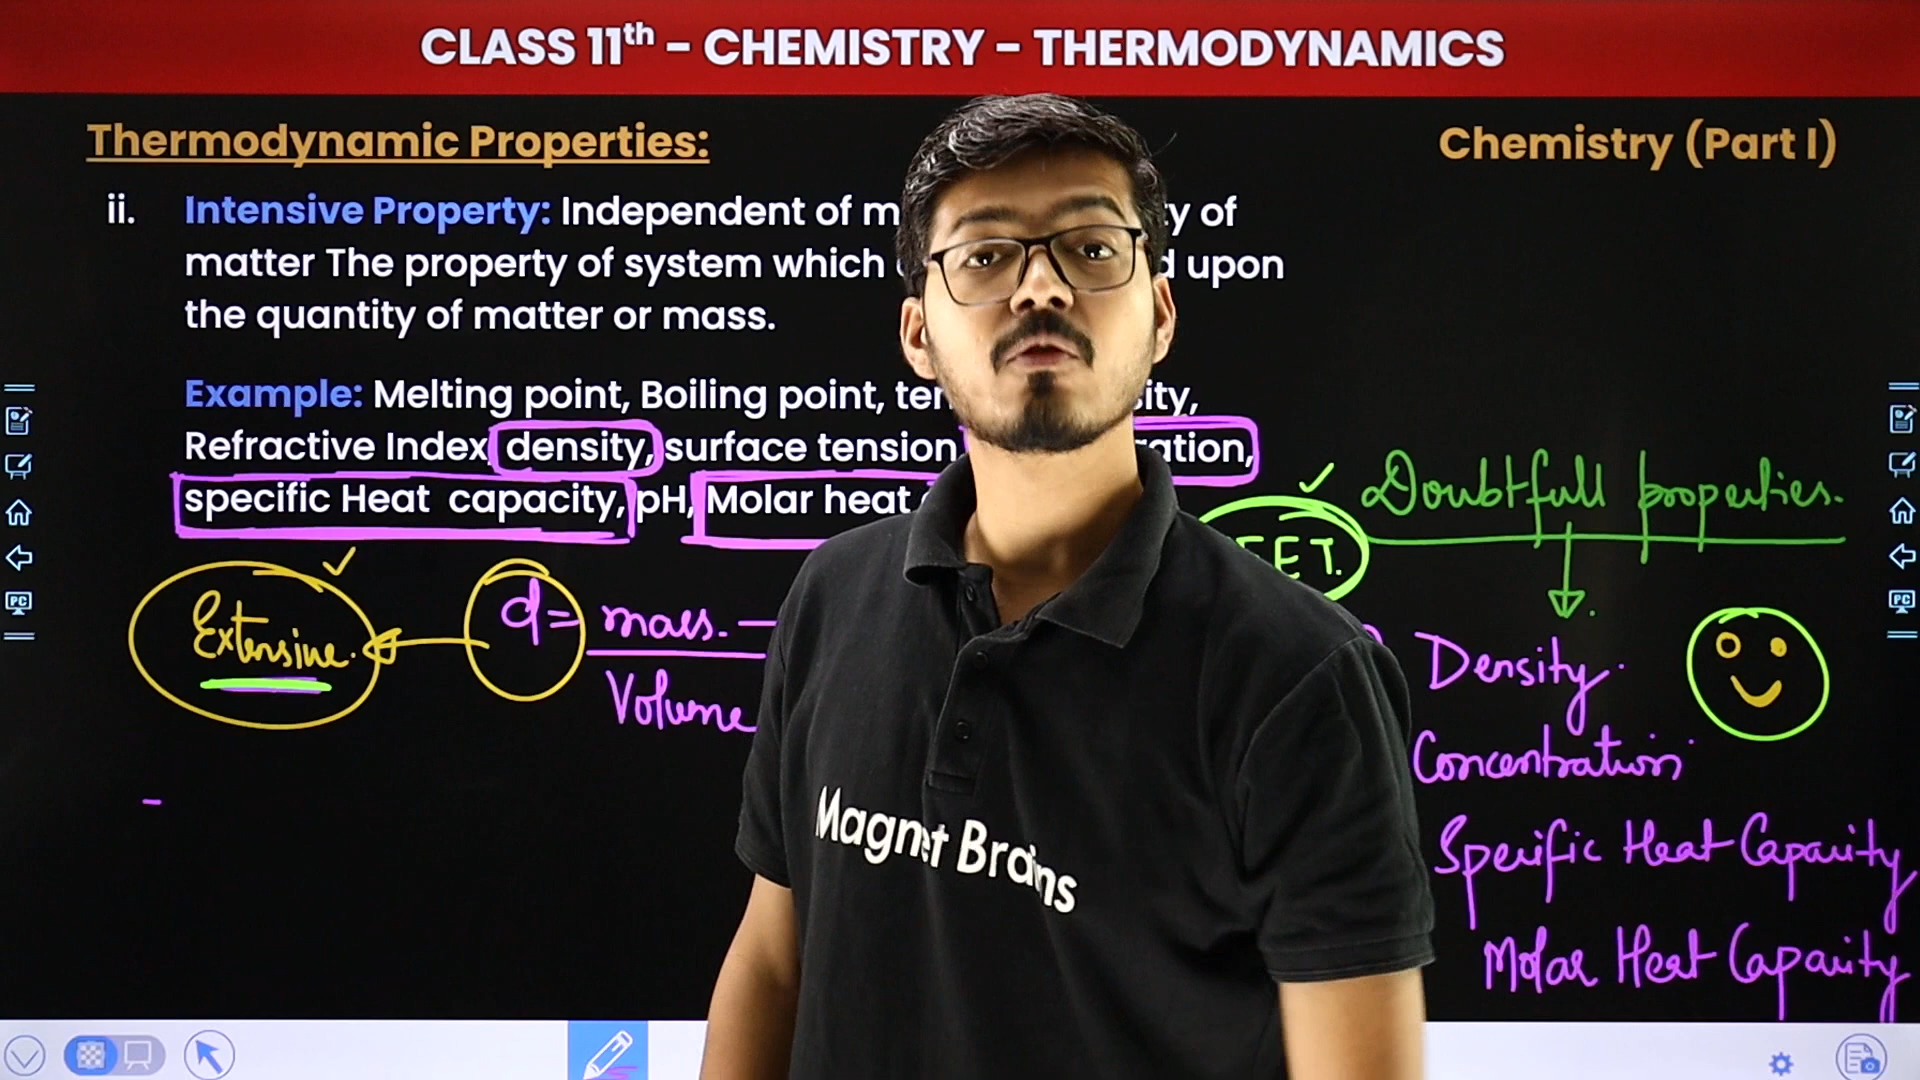 CLASS 11th - CHEMISTRY - THERMODYNAMICS
Thermodynamic Properties:
Chemistry (Part I)
ii. Intensive Property: Independent of
of
matter The property of system which
upon
the quantity of matter or mass.
Example: Melting point, Boiling point,
Refractive Index, density, surface tension
specific Heat capacity, pH, Molar heat
Doubtfull properties.
Extensive.
d = mass.
Volume
Density.
Concentration
Specific Heat Capacity
Molar Heat Capacity
Magnet Brains
PC
PC